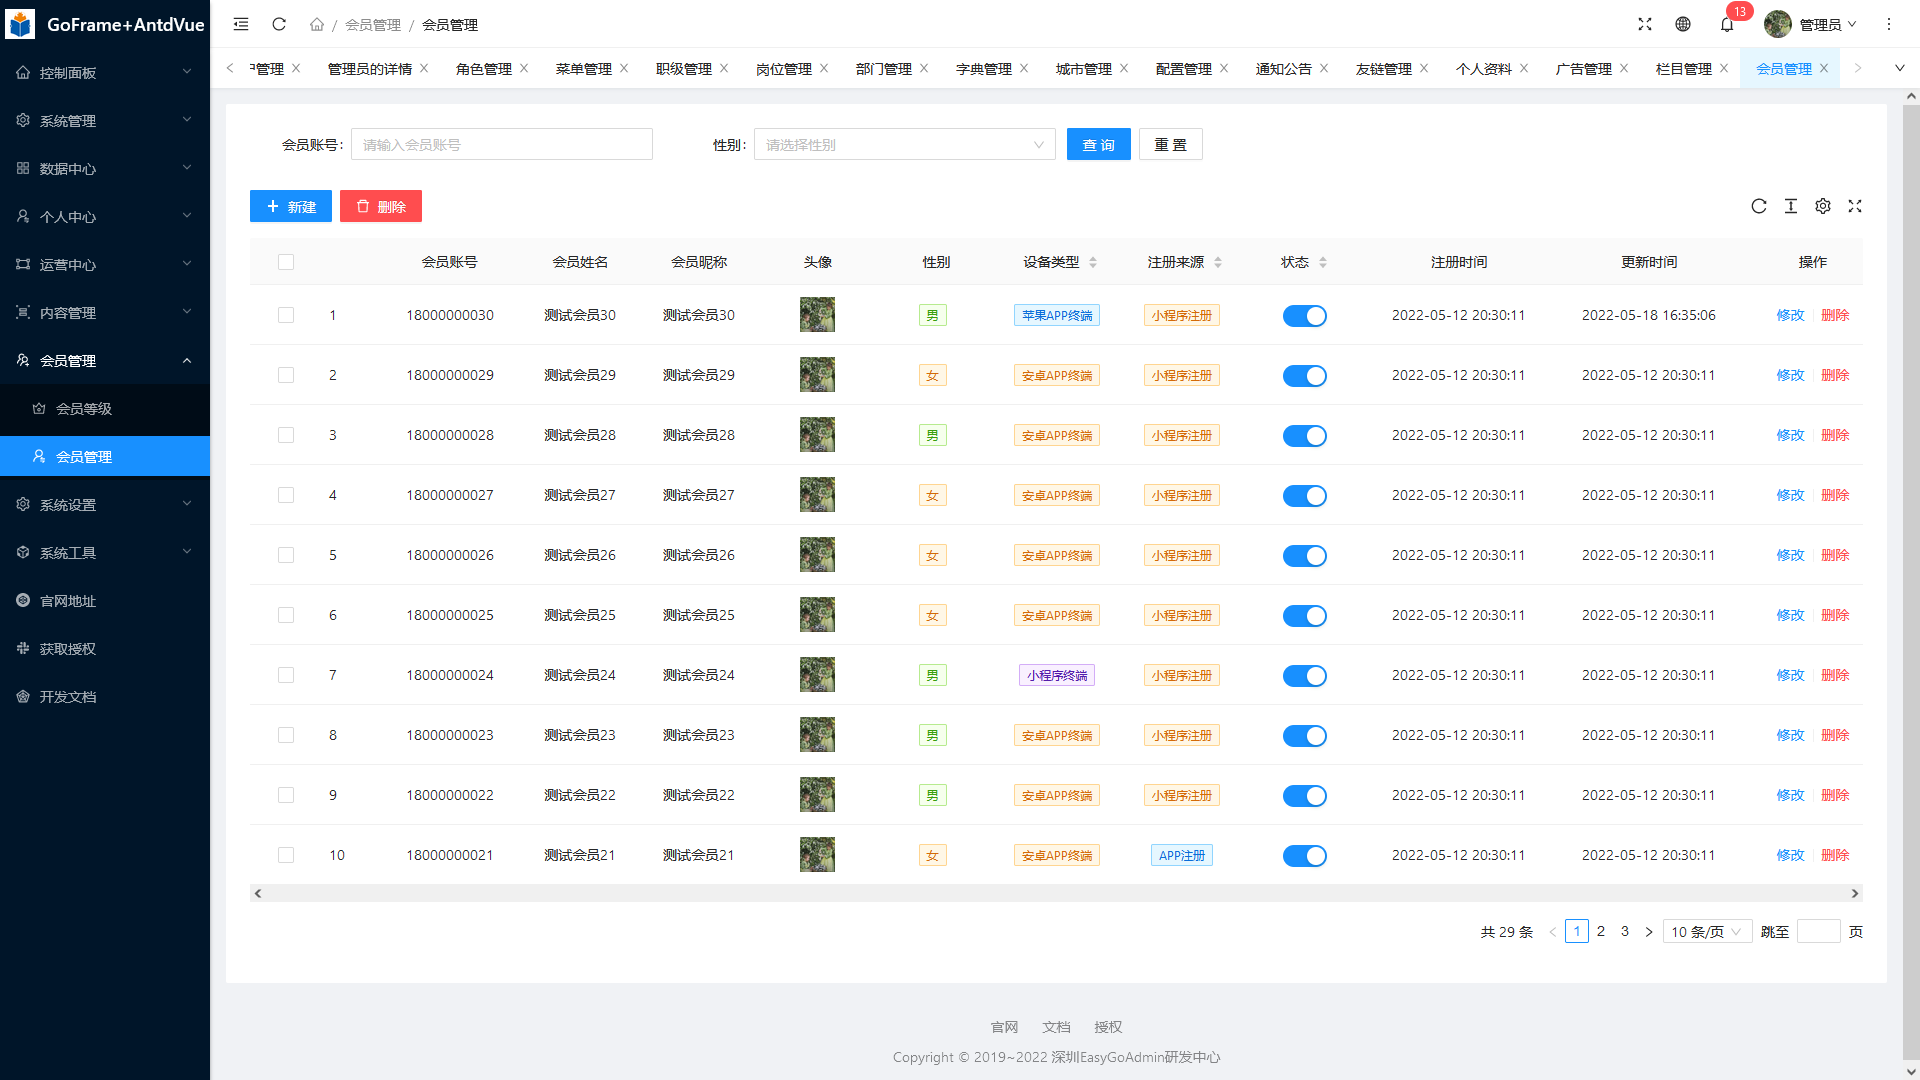 GoFrame+AntdVue
控制面板
系统管理
数据中心
个人中心
运营中心
内容管理
会员管理
会员等级
会员管理
系统设置
系统工具
官网地址
获取授权
开发文档
/ 会员管理 / 会员管理
13
管理员
管理 管理员的详情 角色管理 菜单管理 职级管理 岗位管理 部门管理 字典管理 城市管理 配置管理 通知公告 友链管理 个人资料 广告管理 栏目管理 会员管理
会员账号: 请输入会员账号 性别: 请选择性别 查 询 重 置
新建 删除
会员账号 会员姓名 会员昵称 头像 性别 设备类型 注册来源 状态 注册时间 更新时间 操作
1 18000000030 测试会员30 测试会员30 男 苹果APP终端 小程序注册 2022-05-12 20:30:11 2022-05-18 16:35:06 修改 删除
2 18000000029 测试会员29 测试会员29 女 安卓APP终端 小程序注册 2022-05-12 20:30:11 2022-05-12 20:30:11 修改 删除
3 18000000028 测试会员28 测试会员28 男 安卓APP终端 小程序注册 2022-05-12 20:30:11 2022-05-12 20:30:11 修改 删除
4 18000000027 测试会员27 测试会员27 女 安卓APP终端 小程序注册 2022-05-12 20:30:11 2022-05-12 20:30:11 修改 删除
5 18000000026 测试会员26 测试会员26 女 安卓APP终端 小程序注册 2022-05-12 20:30:11 2022-05-12 20:30:11 修改 删除
6 18000000025 测试会员25 测试会员25 女 安卓APP终端 小程序注册 2022-05-12 20:30:11 2022-05-12 20:30:11 修改 删除
7 18000000024 测试会员24 测试会员24 男 小程序终端 小程序注册 2022-05-12 20:30:11 2022-05-12 20:30:11 修改 删除
8 18000000023 测试会员23 测试会员23 男 安卓APP终端 小程序注册 2022-05-12 20:30:11 2022-05-12 20:30:11 修改 删除
9 18000000022 测试会员22 测试会员22 男 安卓APP终端 小程序注册 2022-05-12 20:30:11 2022-05-12 20:30:11 修改 删除
10 18000000021 测试会员21 测试会员21 女 安卓APP终端 APP注册 2022-05-12 20:30:11 2022-05-12 20:30:11 修改 删除
共 29 条 1 2 3 10 条/页 跳至 页
官网 文档 授权
Copyright © 2019~2022 深圳EasyGoAdmin研发中心